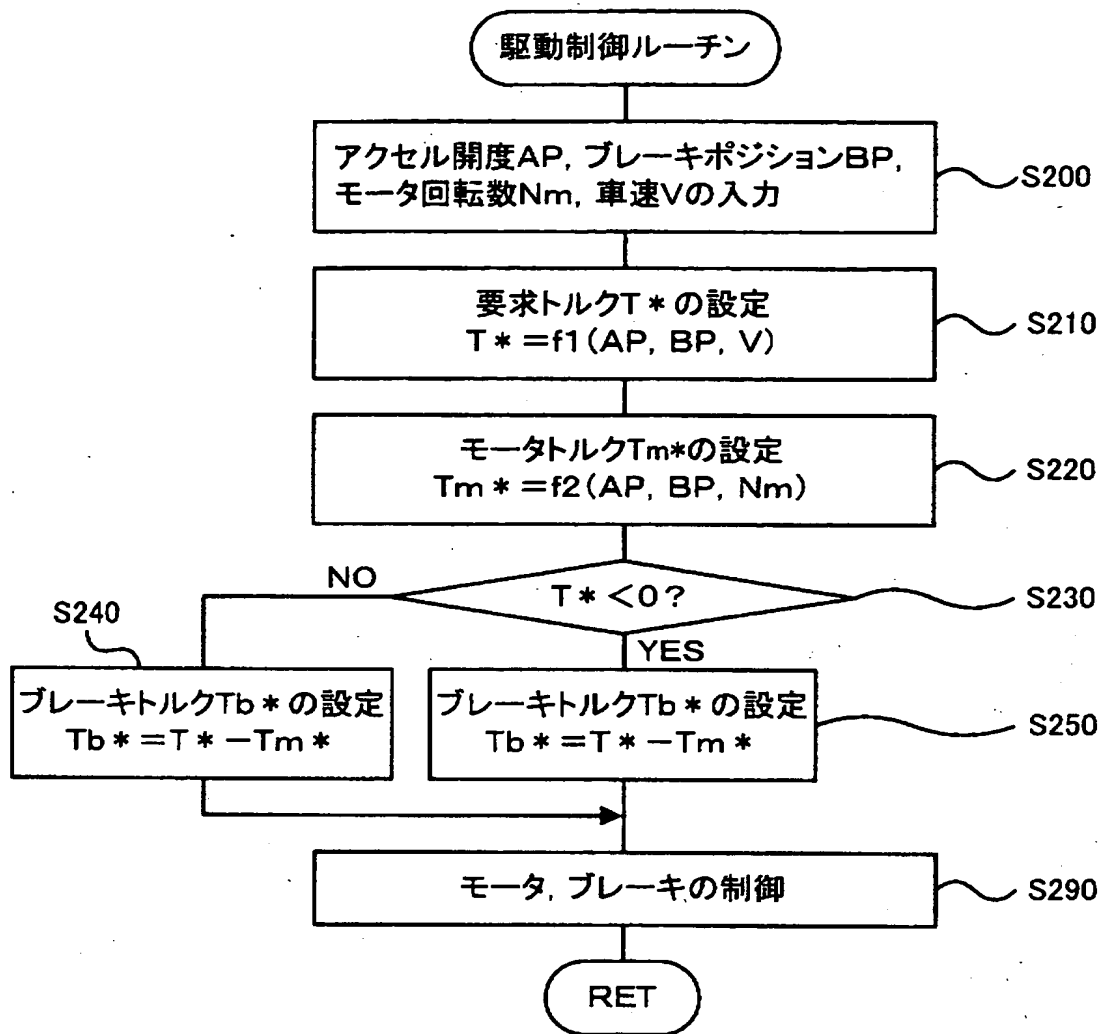 駆動制御ルーチン
アクセル開度AP, ブレーキポジションBP,
モータ回転数Nm, 車速Vの入力
S200
要求トルクT*の設定
T*=f1(AP, BP, V)
S210
モータトルクTm*の設定
Tm*=f2(AP, BP, Nm)
S220
NO
T*<0?
S230
S240
YES
ブレーキトルクTb*の設定
Tb*=T*-Tm*
ブレーキトルクTb*の設定
Tb*=T*-Tm*
S250
モータ, ブレーキの制御
S290
RET